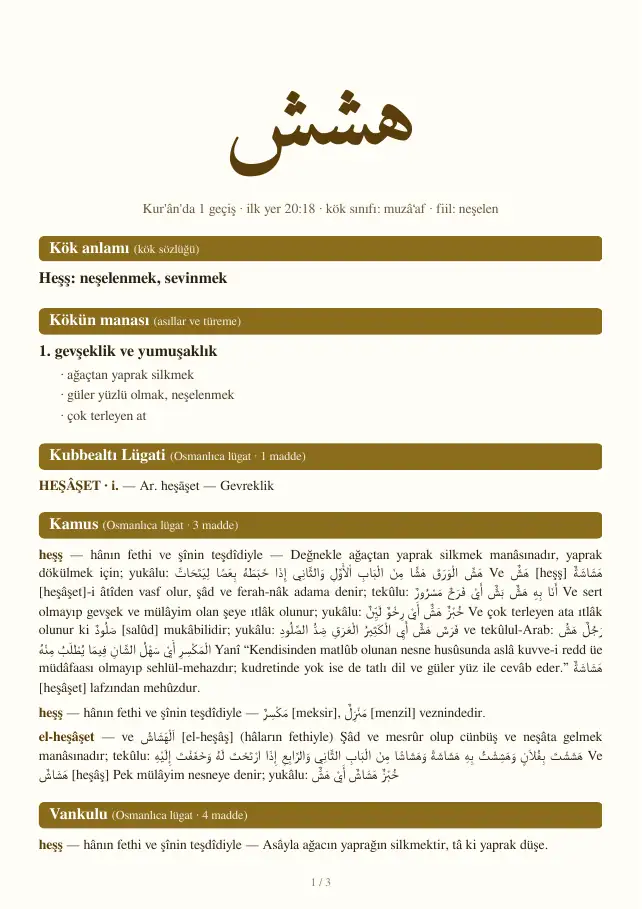 هشش
Kur'ân'da 1 geçiş · ilk yer 20:18 · kök sınıfı: muzâ'af · fiil: neşelen
Kök anlamı (kök sözlüğü)
Heşş: neşelenmek, sevinmek
Kökün manası (asıllar ve türeme)
1. gevşeklik ve yumuşaklık
· ağaçtan yaprak silkmek
· güler yüzlü olmak, neşelenmek
· çok terleyen at
Kubbealtı Lügati (Osmanlıca lügat · 1 madde)
HEŞÂŞET · i. — Ar. heşāşet — Gevreklik
Kamus (Osmanlıca lügat · 3 madde)
heşş — hânın fethi ve şînin teşdîdiyle — Değnekle ağaçtan yaprak silkmek manâsınadır, yaprak
dökülmek için; yukâlu: هَشَّ الْوَرَقَ هَشًّا مِنَ الْبَابِ الْأَوَّلِ وَالثَّانِي إِذَا خَبَطَهُ بِعَصًا لِيَتَحَاتَّ Ve هَشٌّ [heşş] هَشَاشَةٌ
[heşâşet]-i âtîden vasf olur, şâd ve ferah-nâk adama denir; tekûlu: أَنَا بِهِ هَشٌّ بَشٌّ أَيْ فَرِحٌ مَسْرُورٌ Ve sert
olmayıp gevşek ve mülâyim olan şeye ıtlâk olunur; yukâlu: خُبْزٌ هَشٌّ أَيْ رِخْوٌ لَيِّنٌ Ve çok terleyen ata ıtlâk
olunur ki صَلُودٌ [salûd] mukâbilidir; yukâlu: فَرَسٌ هَشٌّ أَيِ الْكَثِيرُ الْعَرَقِ ضِدُّ الصَّلُودِ ve tekûlul-Arab: رَجُلٌ هَشُّ
الْمَكْسِرِ أَيْ سَهْلُ الشَّانِ فِيمَا يُطْلَبُ مِنْهُ Yanî “Kendisinden matlûb olunan nesne husûsunda aslâ kuvve-i redd üe
müdâfaası olmayıp sehlül-mehazdır; kudretinde yok ise de tatlı dil ve güler yüz ile cevâb eder.” هَشَاشَةٌ
[heşâşet] lafzından mehûzdur.
heşş — hânın fethi ve şînin teşdîdiyle — مَكْسِرٌ [meksir], مَنْزِلٌ [menzil] veznindedir.
el-heşâşet — ve اَلْهَشَاشُ [el-heşâş] (hâların fethiyle) Şâd ve mesrûr olup cünbüş ve neşâta gelmek
manâsınadır; tekûlu: هَشَشْتُ بِفُلَانٍ وَهَشِشْتُ بِهِ هَشَاشَةً وَهَشَاشًا مِنَ الْبَابِ الثَّانِي وَالرَّابِعِ إِذَا ارْتَحْتَ لَهُ وَخَفَفْتَ إِلَيْهِ Ve
هَشَاشٌ [heşâş] Pek mülâyim nesneye denir; yukâlu: خُبْزٌ هَشَاشٌ أَيْ هَشٌّ
Vankulu (Osmanlıca lügat · 4 madde)
heşş — hânın fethi ve şînin teşdîdiyle — Asâyla ağacın yaprağın silkmektir, tâ ki yaprak düşe.
1 / 3